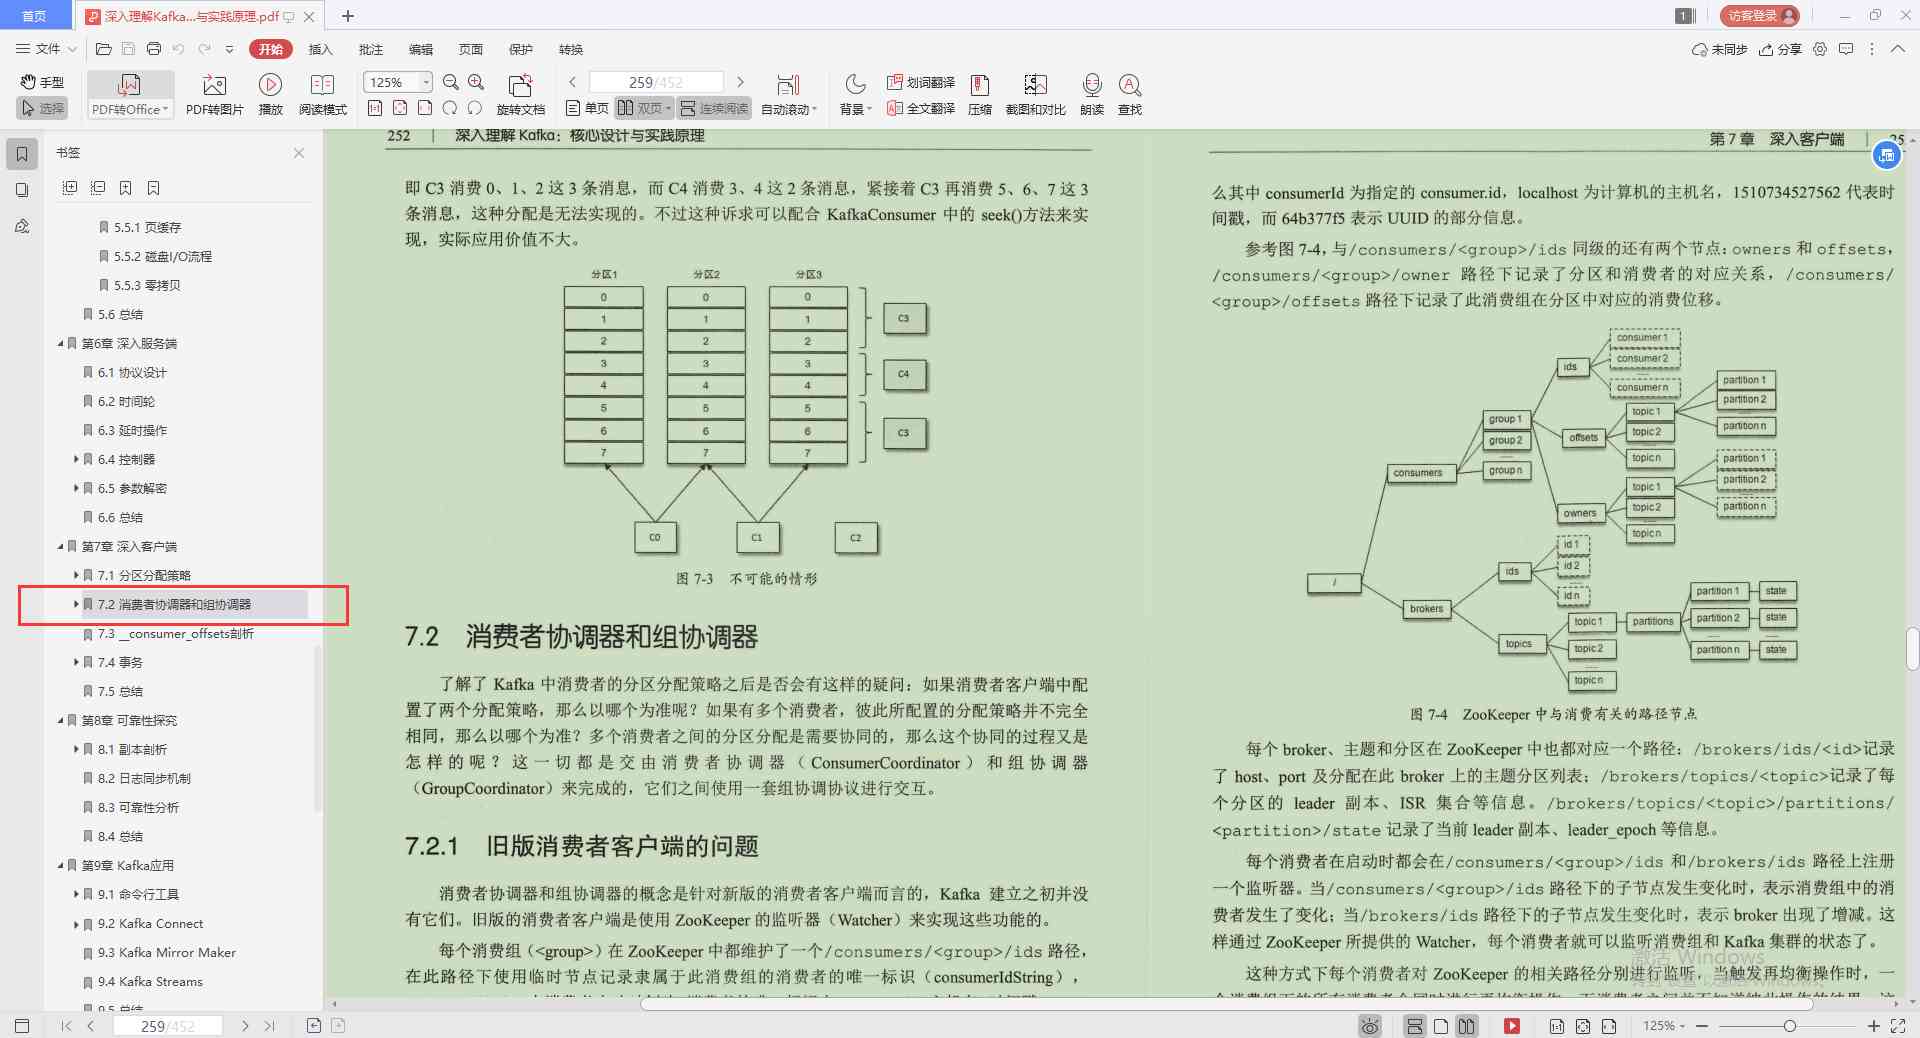 首页
深入理解Kafka...与实践原理.pdf
1
访客登录
文件
开始
插入
批注
编辑
页面
保护
转换
未同步
分享
手型
选择
PDF转Office
PDF转图片
播放
阅读模式
125%
旋转文档
259/452
单页
双页
连续阅读
自动滚动
背景
划词翻译
全文翻译
压缩
截图和对比
朗读
查找
书签
5.5.1 页缓存
5.5.2 磁盘I/O流程
5.5.3 零拷贝
5.6 总结
第6章 深入服务端
6.1 协议设计
6.2 时间轮
6.3 延时操作
6.4 控制器
6.5 参数解密
6.6 总结
第7章 深入客户端
7.1 分区分配策略
7.2 消费者协调器和组协调器
7.3 __consumer_offsets剖析
7.4 事务
7.5 总结
第8章 可靠性探究
8.1 副本剖析
8.2 日志同步机制
8.3 可靠性分析
8.4 总结
第9章 Kafka应用
9.1 命令行工具
9.2 Kafka Connect
9.3 Kafka Mirror Maker
9.4 Kafka Streams
9.5 总结
252 | 深入理解 Kafka：核心设计与实践原理
即 C3 消费 0、1、2 这 3 条消息，而 C4 消费 3、4 这 2 条消息，紧接着 C3 再消费 5、6、7 这 3
条消息，这种分配是无法实现的。不过这种诉求可以配合 KafkaConsumer 中的 seek()方法来实
现，实际应用价值不大。
分区1 分区2 分区3
0 0 0
1 1 1 C3
2 2 2
3 3 3 C4
4 4 4
5 5 5
6 6 6 C3
7 7 7
C0 C1 C2
图 7-3 不可能的情形
7.2 消费者协调器和组协调器
了解了 Kafka 中消费者的分区分配策略之后是否会有这样的疑问：如果消费者客户端中配
置了两个分配策略，那么以哪个为准呢？如果有多个消费者，彼此所配置的分配策略并不完全
相同，那么以哪个为准？多个消费者之间的分区分配是需要协同的，那么这个协同的过程又是
怎样的呢？这一切都是交由消费者协调器（ConsumerCoordinator）和组协调器
（GroupCoordinator）来完成的，它们之间使用一套组协调协议进行交互。
7.2.1 旧版消费者客户端的问题
消费者协调器和组协调器的概念是针对新版的消费者客户端而言的，Kafka 建立之初并没
有它们。旧版的消费者客户端是使用 ZooKeeper 的监听器（Watcher）来实现这些功能的。
每个消费组（<group>）在 ZooKeeper 中都维护了一个/consumers/<group>/ids 路径，
在此路径下使用临时节点记录隶属于此消费组的消费者的唯一标识（consumerIdString），
第 7 章 深入客户端 | 25
么其中 consumerId 为指定的 consumer.id，localhost 为计算机的主机名，1510734527562 代表时
间戳，而 64b377f5 表示 UUID 的部分信息。
参考图 7-4，与/consumers/<group>/ids 同级的还有两个节点：owners 和 offsets，
/consumers/<group>/owner 路径下记录了分区和消费者的对应关系，/consumers/
<group>/offsets 路径下记录了此消费组在分区中对应的消费位移。
consumer 1
consumer 2
......
consumer n
ids
partition 1
partition 2
......
partition n
topic 1
topic 2
......
topic n
offsets
group 1
group 2
......
group n
consumers
partition 1
partition 2
......
partition n
topic 1
topic 2
......
topic n
owners
/
id 1
id 2
......
id n
ids
brokers
partition 1 state
partition 2 state
...... ......
partition n state
topic 1 partitions
topic 2
......
topic n
topics
图 7-4 ZooKeeper 中与消费有关的路径节点
每个 broker、主题和分区在 ZooKeeper 中也都对应一个路径：/brokers/ids/<id>记录
了 host、port 及分配在此 broker 上的主题分区列表；/brokers/topics/<topic>记录了每
个分区的 leader 副本、ISR 集合等信息。/brokers/topics/<topic>/partitions/
<partition>/state 记录了当前 leader 副本、leader_epoch 等信息。
每个消费者在启动时都会在/consumers/<group>/ids 和/brokers/ids 路径上注册
一个监听器。当/consumers/<group>/ids 路径下的子节点发生变化时，表示消费组中的消
费者发生了变化；当/brokers/ids 路径下的子节点发生变化时，表示 broker 出现了增减。这
样通过 ZooKeeper 所提供的 Watcher，每个消费者就可以监听消费组和 Kafka 集群的状态了。
这种方式下每个消费者对 ZooKeeper 的相关路径分别进行监听，当触发再均衡操作时，一
激活 Windows
259/452
125%